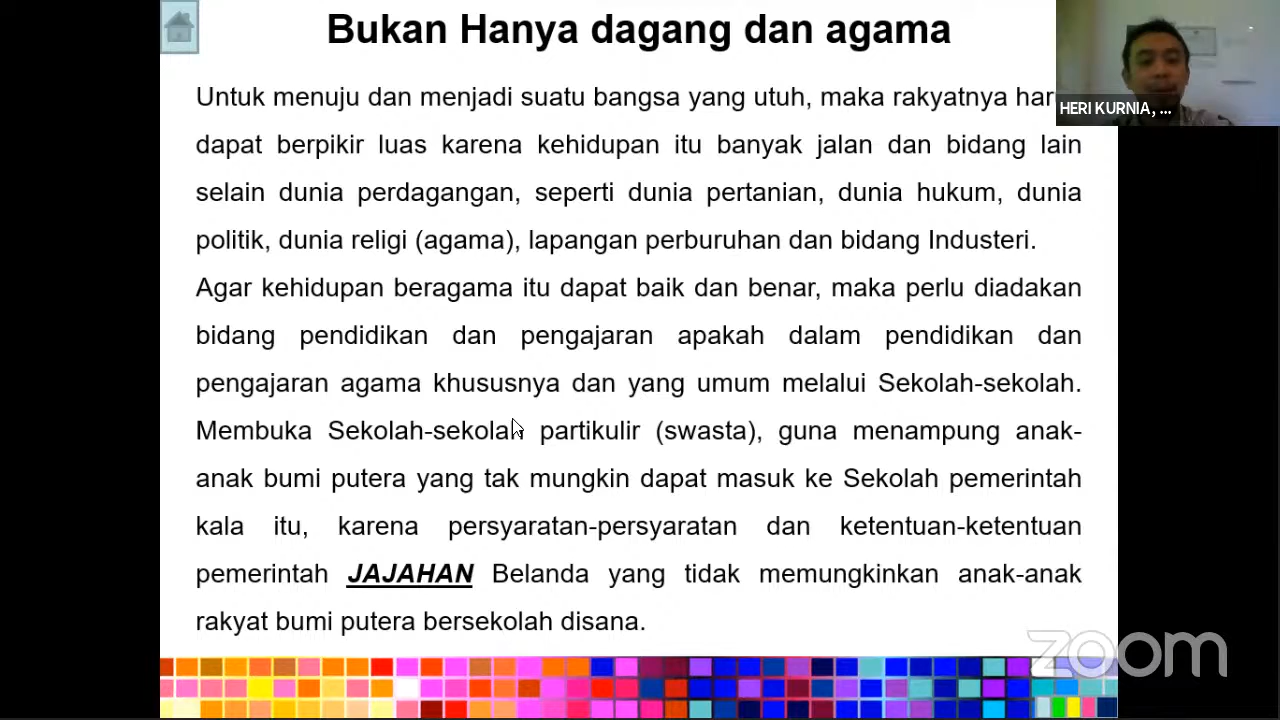 Bukan Hanya dagang dan agama
Untuk menuju dan menjadi suatu bangsa yang utuh, maka rakyatnya har
dapat berpikir luas karena kehidupan itu banyak jalan dan bidang lain
selain dunia perdagangan, seperti dunia pertanian, dunia hukum, dunia
politik, dunia religi (agama), lapangan perburuhan dan bidang Industeri.
Agar kehidupan beragama itu dapat baik dan benar, maka perlu diadakan
bidang pendidikan dan pengajaran apakah dalam pendidikan dan
pengajaran agama khususnya dan yang umum melalui Sekolah-sekolah.
Membuka Sekolah-sekolah partikulir (swasta), guna menampung anak-
anak bumi putera yang tak mungkin dapat masuk ke Sekolah pemerintah
kala itu, karena persyaratan-persyaratan dan ketentuan-ketentuan
pemerintah JAJAHAN Belanda yang tidak memungkinkan anak-anak
rakyat bumi putera bersekolah disana.
HERI KURNIA, ...
zoom